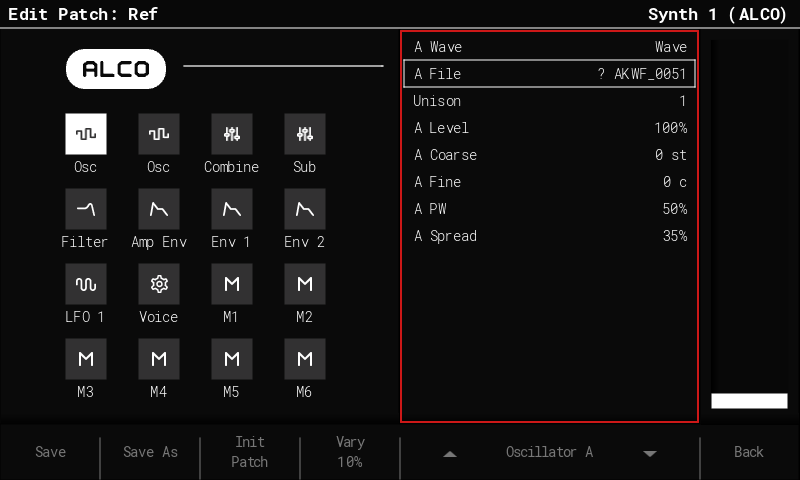 Edit Patch: Ref
Synth 1 (ALCO)
ALCO
Osc Osc Combine Sub
Filter Amp Env Env 1 Env 2
M M
LFO 1 Voice M1 M2
M M M M
M3 M4 M5 M6
A Wave Wave
A File ? AKWF_0051
Unison 1
A Level 100%
A Coarse 0 st
A Fine 0 c
A PW 50%
A Spread 35%
Save
Save As
Init
Patch
Vary
10%
Oscillator A
Back